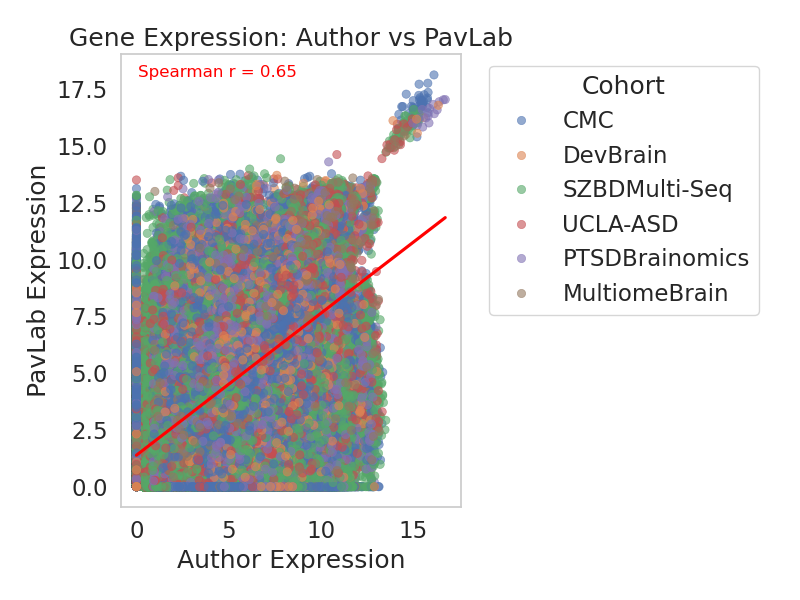 Gene Expression: Author vs PavLab
Spearman r = 0.65
17.5
15.0
12.5
10.0
7.5
5.0
2.5
0.0
PavLab Expression
0 5 10 15
Author Expression
Cohort
CMC
DevBrain
SZBDMulti-Seq
UCLA-ASD
PTSDBrainomics
MultiomeBrain